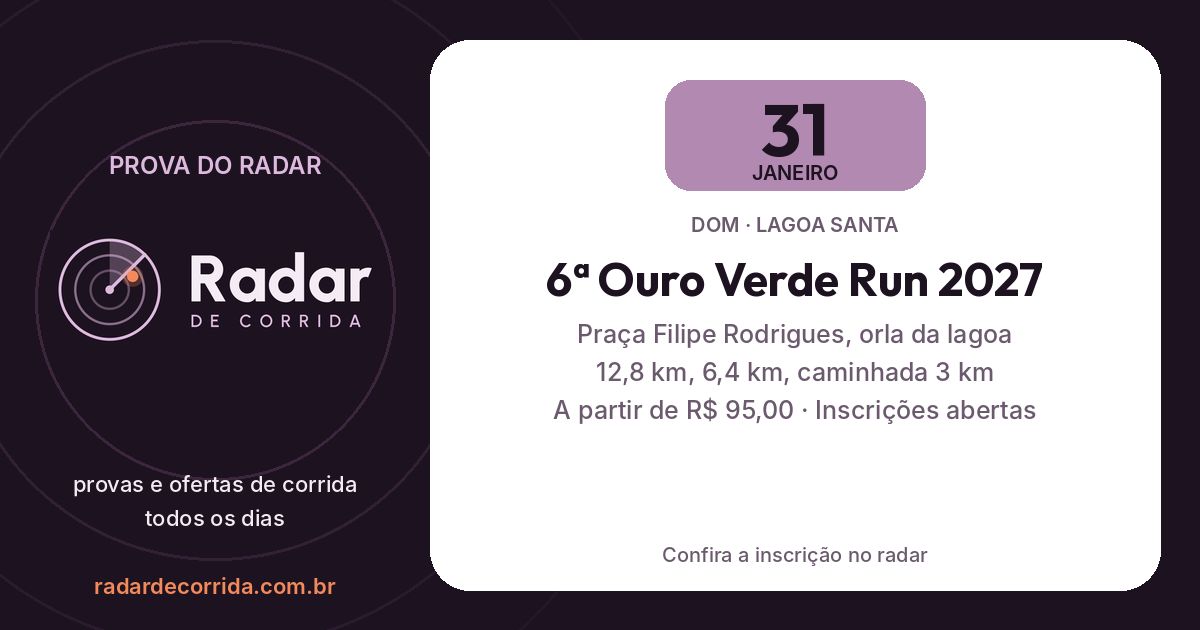 PROVA DO RADAR
Radar
DE CORRIDA
provas e ofertas de corrida
todos os dias
radardecorrida.com.br
31
JANEIRO
DOM · LAGOA SANTA
6ª Ouro Verde Run 2027
Praça Filipe Rodrigues, orla da lagoa
12,8 km, 6,4 km, caminhada 3 km
A partir de R$ 95,00 · Inscrições abertas
Confira a inscrição no radar